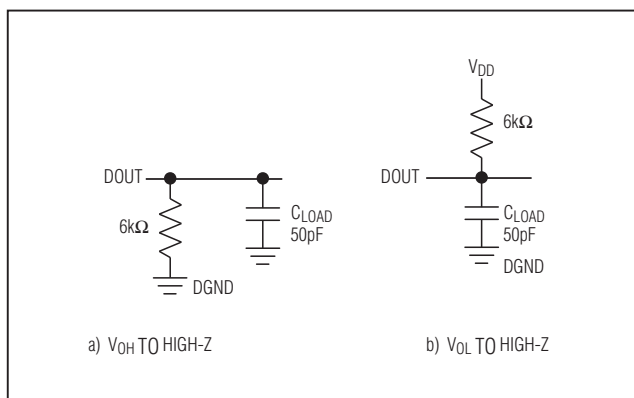 DOUT
6kΩ
DGND
CLOAD
50pF
a) VOH TO HIGH-Z
VDD
6kΩ
DOUT
CLOAD
50pF
DGND
b) VOL TO HIGH-Z